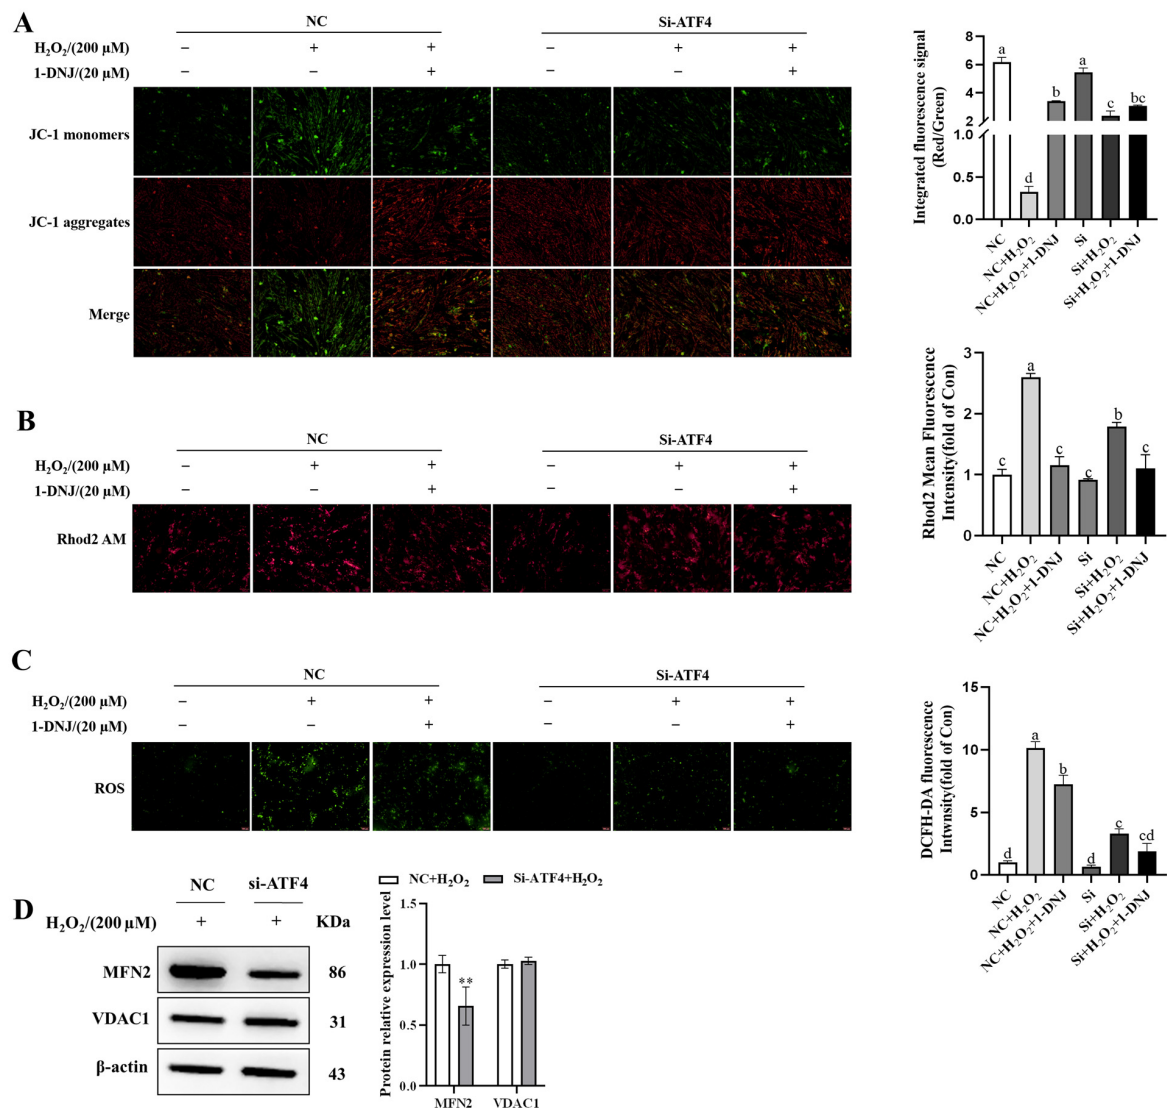 A
NC
Si-ATF4
H₂O₂/(200 μM)
− + + − + +
1-DNJ/(20 μM)
− − + − − +
JC-1 monomers
JC-1 aggregates
Merge
Integrated fluorescence signal
(Red/Green)
6
4
2
1.0
0.5
0.0
a
d
b
a
c
bc
NC
NC+H₂O₂
NC+H₂O₂+1-DNJ
Si
Si+H₂O₂
Si+H₂O₂+1-DNJ
B
NC
Si-ATF4
H₂O₂/(200 μM)
− + + − + +
1-DNJ/(20 μM)
− − + − − +
Rhod2 AM
Rhod2 Mean Fluorescence
Intensity(fold of Con)
3
2
1
0
c
a
c
c
b
c
NC
NC+H₂O₂
NC+H₂O₂+1-DNJ
Si
Si+H₂O₂
Si+H₂O₂+1-DNJ
C
NC
Si-ATF4
H₂O₂/(200 μM)
− + + − + +
1-DNJ/(20 μM)
− − + − − +
ROS
DCFH-DA fluorescence
Intwnsity(fold of Con)
15
10
5
0
d
a
b
d
c
cd
NC
NC+H₂O₂
NC+H₂O₂+1-DNJ
Si
Si+H₂O₂
Si+H₂O₂+1-DNJ
D
NC si-ATF4
H₂O₂/(200 μM) + + KDa
MFN2 86
VDAC1 31
β-actin 43
NC+H₂O₂ Si-ATF4+H₂O₂
Protein relative expression level
1.5
1.0
0.5
0.0
**
MFN2 VDAC1